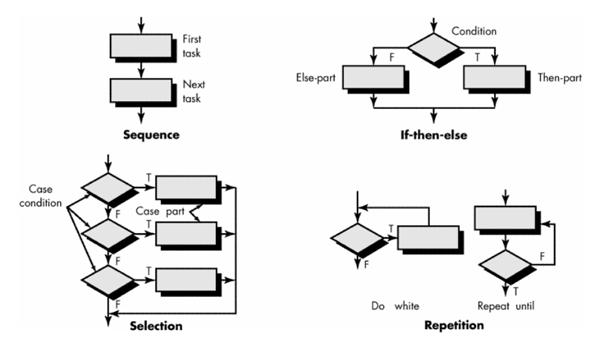 First
task
Next
task
Sequence
Condition
F
T
Else-part
Then-part
If-then-else
Case
condition
T
F
Case part
T
F
T
F
Selection
T
F
Do white
F
T
Repeat until
Repetition